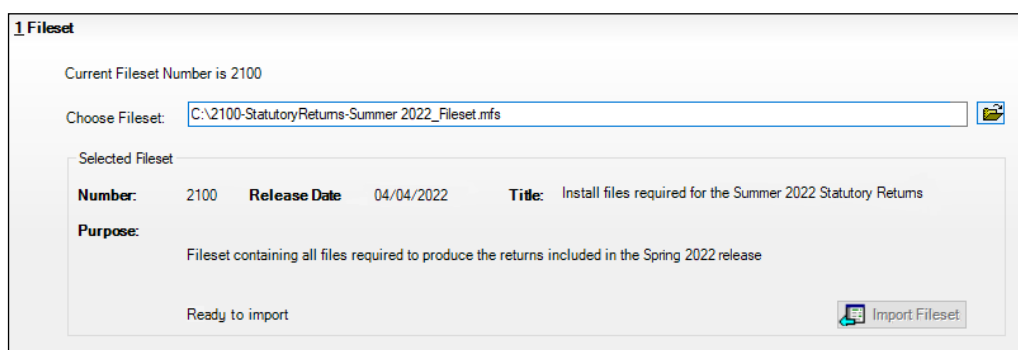 1 Fileset
Current Fileset Number is 2100
Choose Fileset: C:\2100-StatutoryReturns-Summer 2022_Fileset.mfs
Selected Fileset
Number: 2100 Release Date 04/04/2022 Title: Install files required for the Summer 2022 Statutory Returns
Purpose:
Fileset containing all files required to produce the returns included in the Spring 2022 release
Ready to import Import Fileset